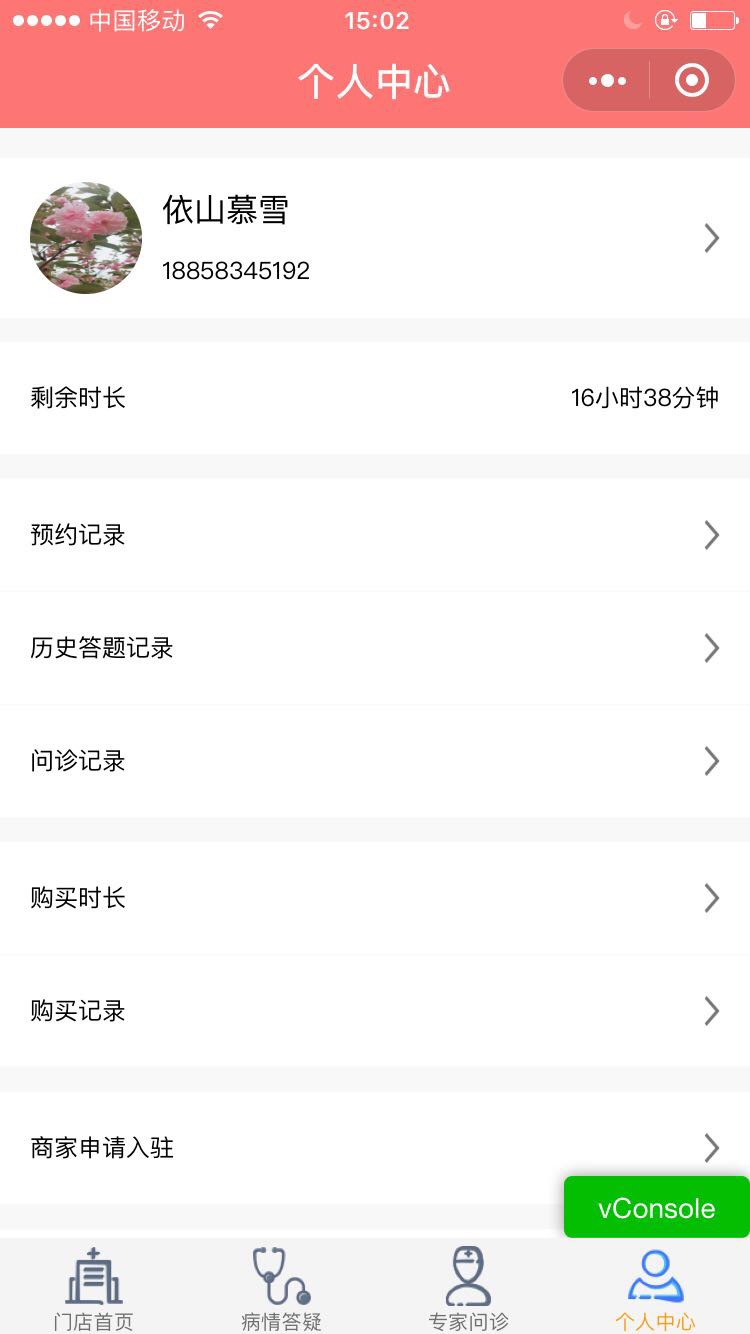 中国移动
15:02
个人中心
依山慕雪
18858345192
剩余时长
16小时38分钟
预约记录
历史答题记录
问诊记录
购买时长
购买记录
商家申请入驻
vConsole
门店首页
病情答疑
专家问诊
个人中心